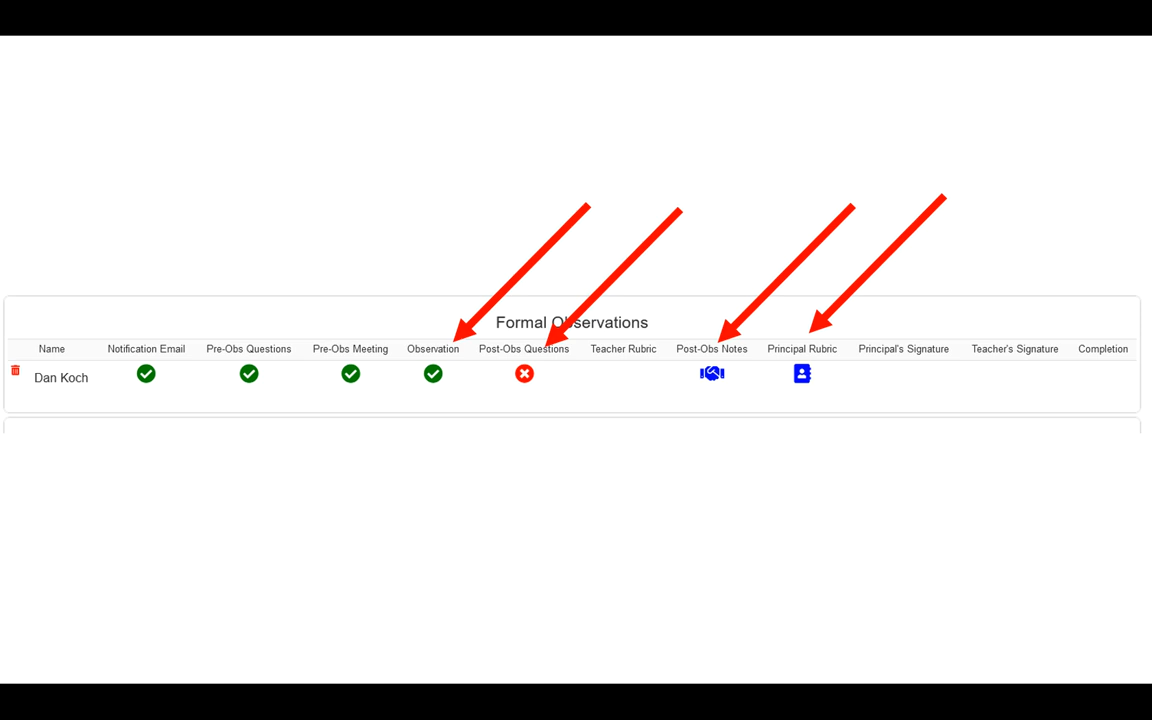 Formal Observations
Name Notification Email Pre-Obs Questions Pre-Obs Meeting Observation Post-Obs Questions Teacher Rubric Post-Obs Notes Principal Rubric Principal's Signature Teacher's Signature Completion
Dan Koch